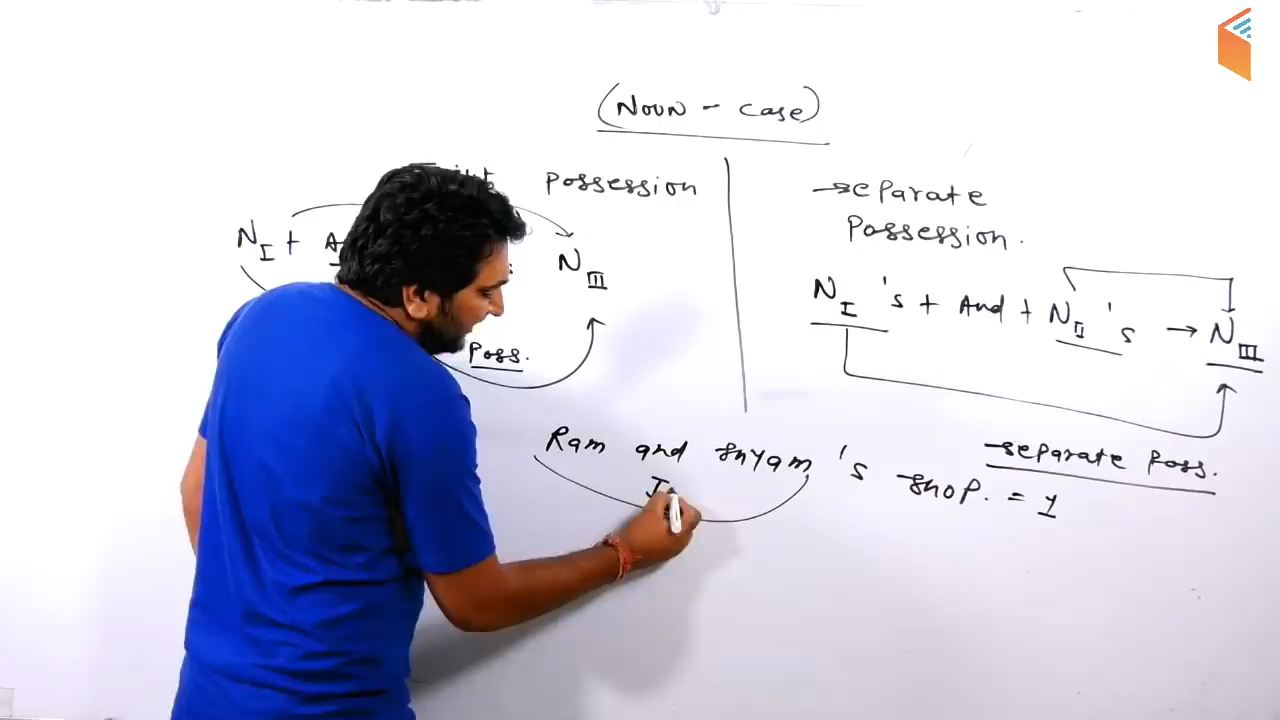 (Noun - case)
Possession
N I + N III
Poss.
separate
Possession.
N I 's + And + N II 's → N III
separate Poss.
Ram and shyam 's shop. = 1